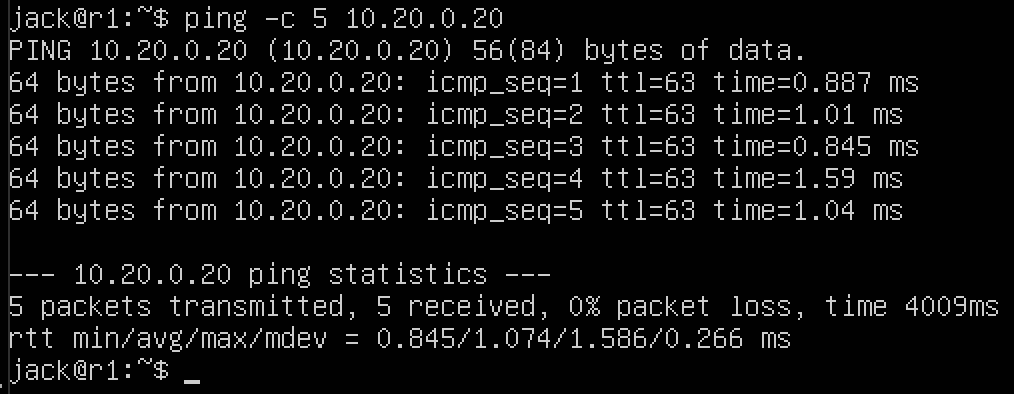 jack@r1:~$ ping -c 5 10.20.0.20
PING 10.20.0.20 (10.20.0.20) 56(84) bytes of data.
64 bytes from 10.20.0.20: icmp_seq=1 ttl=63 time=0.887 ms
64 bytes from 10.20.0.20: icmp_seq=2 ttl=63 time=1.01 ms
64 bytes from 10.20.0.20: icmp_seq=3 ttl=63 time=0.845 ms
64 bytes from 10.20.0.20: icmp_seq=4 ttl=63 time=1.59 ms
64 bytes from 10.20.0.20: icmp_seq=5 ttl=63 time=1.04 ms

--- 10.20.0.20 ping statistics ---
5 packets transmitted, 5 received, 0% packet loss, time 4009ms
rtt min/avg/max/mdev = 0.845/1.074/1.586/0.266 ms
jack@r1:~$ _